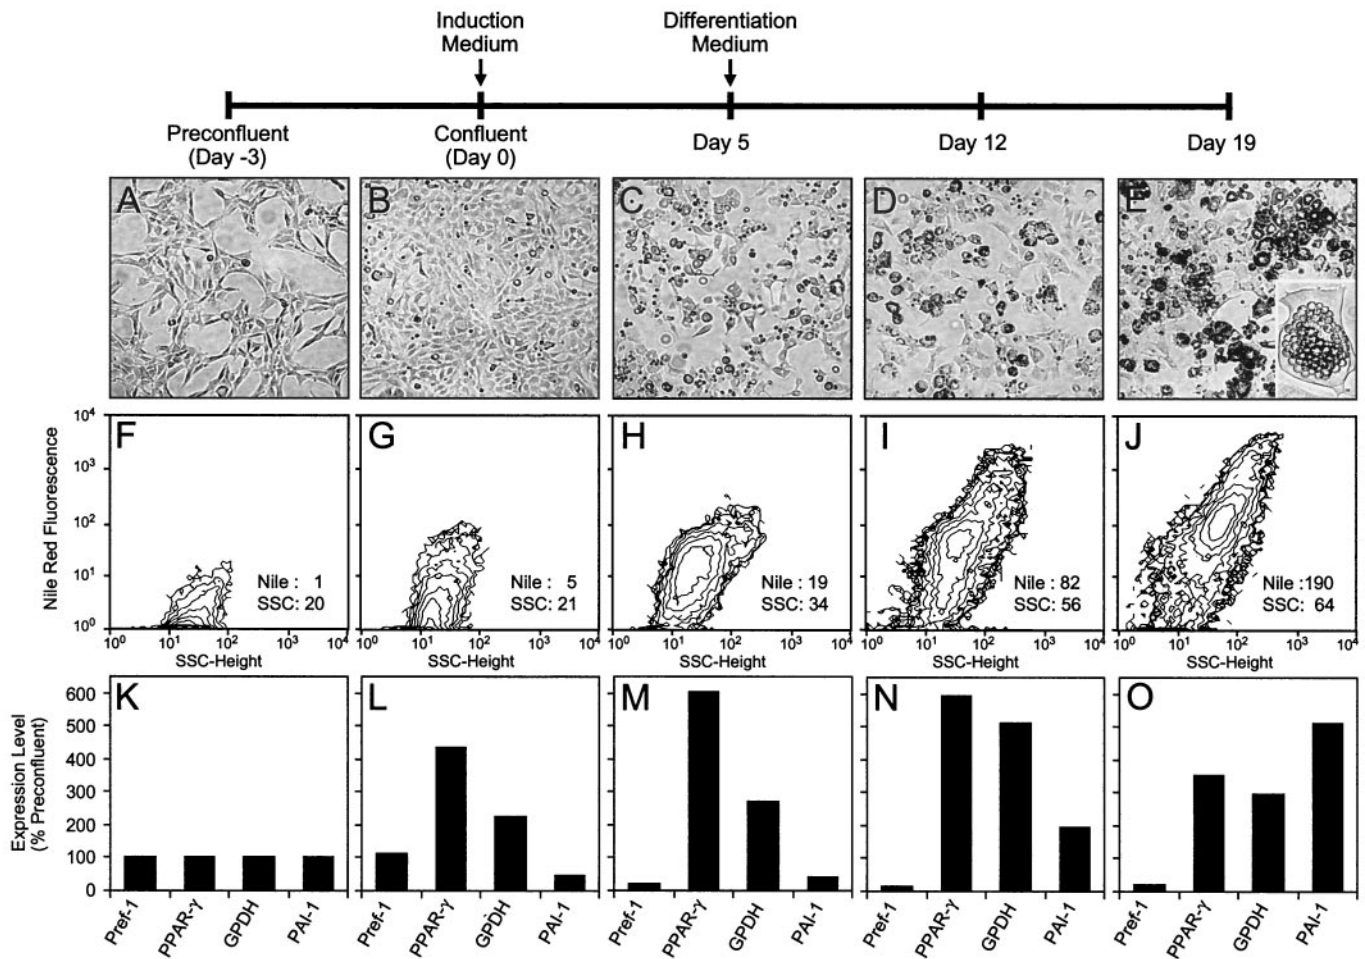 Induction Differentiation
Medium Medium
Preconfluent Confluent Day 5 Day 12 Day 19
(Day -3) (Day 0)
A B C D E
Nile Red Fluorescence
10⁴
10³
10²
10¹
10⁰
F G H I J
Nile : 1 Nile : 5 Nile : 19 Nile : 82 Nile :190
SSC: 20 SSC: 21 SSC: 34 SSC: 56 SSC: 64
10⁰ 10¹ 10² 10³ 10⁴ 10⁰ 10¹ 10² 10³ 10⁴ 10⁰ 10¹ 10² 10³ 10⁴ 10⁰ 10¹ 10² 10³ 10⁴ 10⁰ 10¹ 10² 10³ 10⁴
SSC-Height SSC-Height SSC-Height SSC-Height SSC-Height
Expression Level
(% Preconfluent)
K L M N O
600
500
400
300
200
100
0
Pref-1 PPAR-γ GPDH PAI-1 Pref-1 PPAR-γ GPDH PAI-1 Pref-1 PPAR-γ GPDH PAI-1 Pref-1 PPAR-γ GPDH PAI-1 Pref-1 PPAR-γ GPDH PAI-1